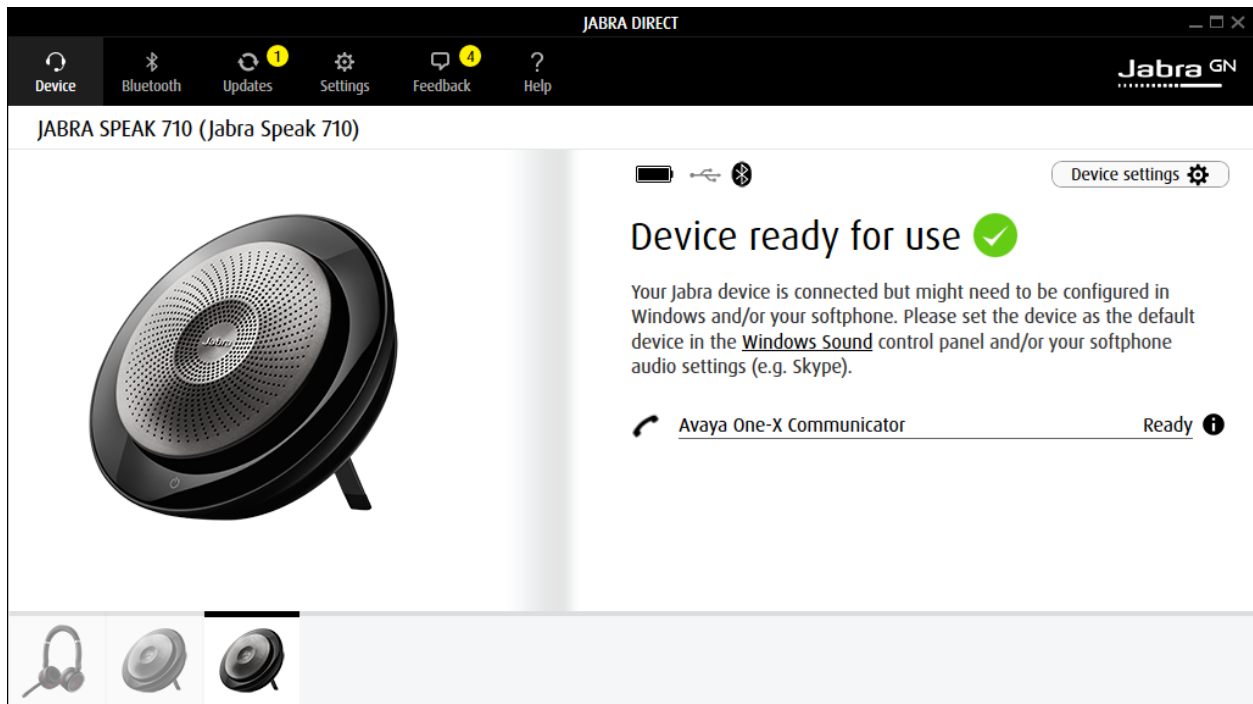 JABRA DIRECT
Device
Bluetooth
Updates 1
Settings
Feedback 4
? Help
Jabra GN
JABRA SPEAK 710 (Jabra Speak 710)
Device settings
Device ready for use
Your Jabra device is connected but might need to be configured in
Windows and/or your softphone. Please set the device as the default
device in the Windows Sound control panel and/or your softphone
audio settings (e.g. Skype).
Avaya One-X Communicator Ready
Jabra